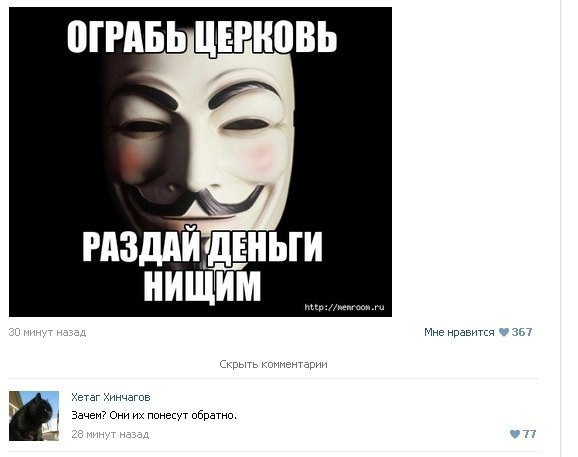 ОГРАБЬ ЦЕРКОВЬ
РАЗДАЙ ДЕНЬГИ
НИЩИМ
http://memroom.ru
30 минут назад
Мне нравится 367
Скрыть комментарии
Хетаг Хинчагов
Зачем? Они их понесут обратно.
28 минут назад
77